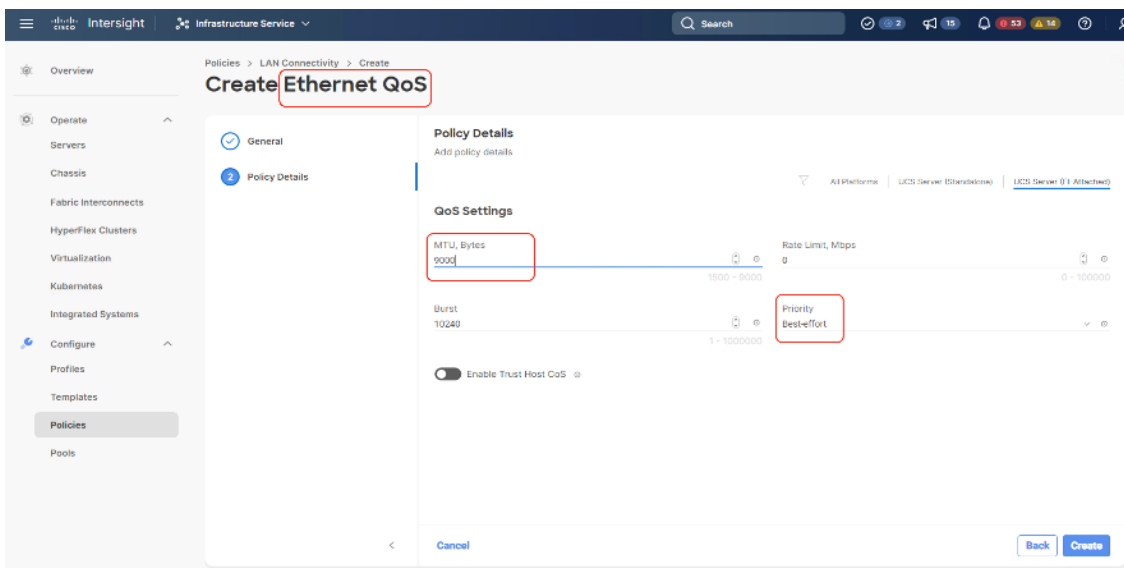 cisco Intersight
Infrastructure Service
Search
2
15
53
14
Overview
Operate
Servers
Chassis
Fabric Interconnects
HyperFlex Clusters
Virtualization
Kubernetes
Integrated Systems
Configure
Profiles
Templates
Policies
Pools
Policies > LAN Connectivity > Create
Create Ethernet QoS
General
2 Policy Details
Policy Details
Add policy details
All Platforms | UCS Server (Standalone) | UCS Server (FI Attached)
QoS Settings
MTU, Bytes
9000
1500 - 9000
Rate Limit, Mbps
0
0 - 100000
Burst
10240
1 - 1000000
Priority
Best-effort
Enable Trust Host CoS
< Cancel
Back Create